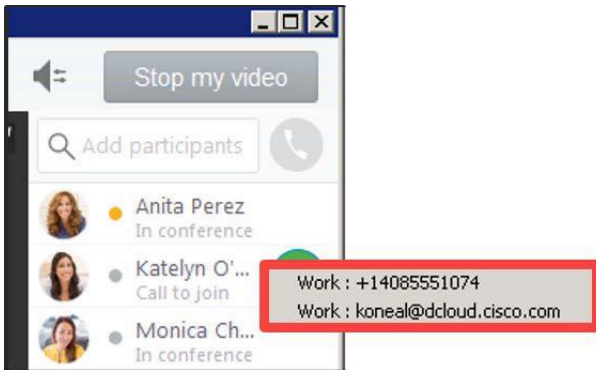 Stop my video
Add participants
Anita Perez
In conference
Katelyn O'...
Call to join
Work : +14085551074
Work : koneal@dcloud.cisco.com
Monica Ch...
In conference